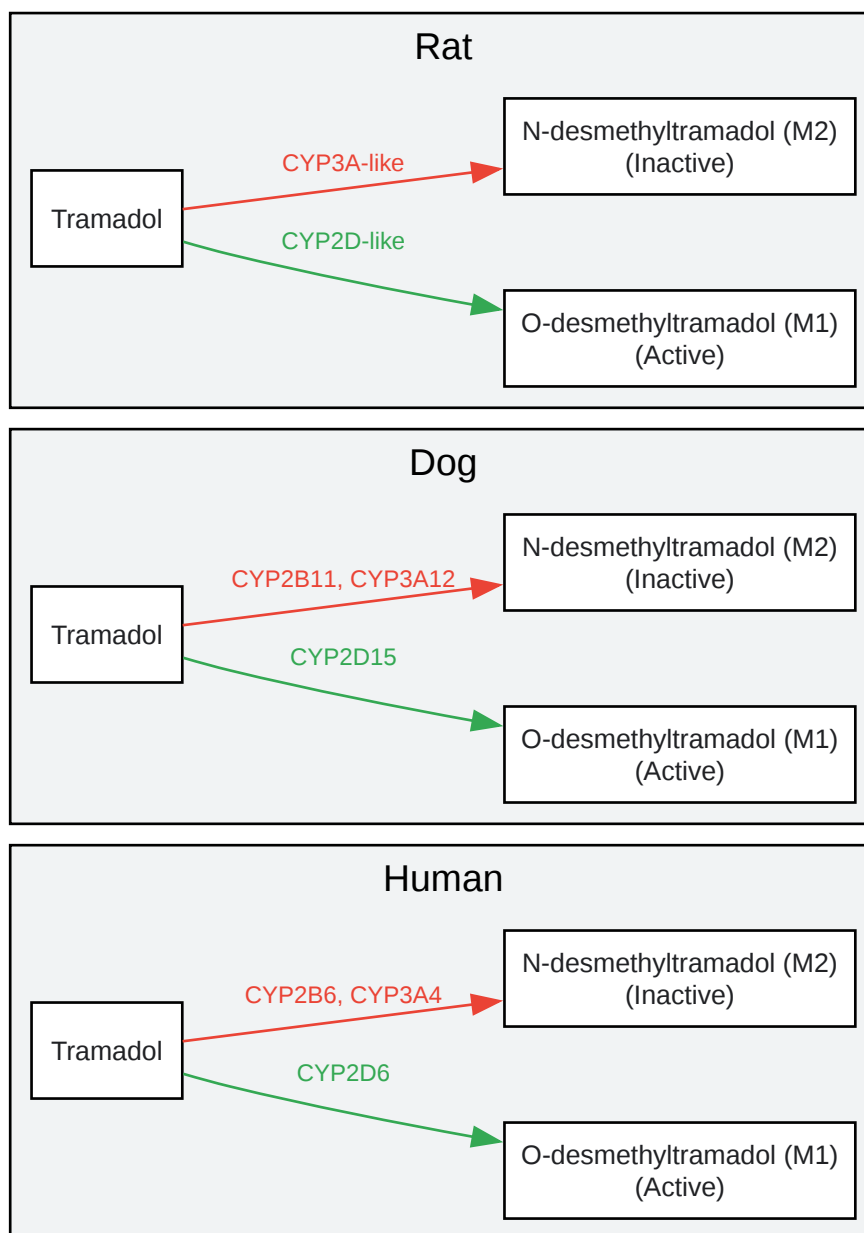 Rat
Tramadol
CYP3A-like
CYP2D-like
N-desmethyltramadol (M2)
(Inactive)
O-desmethyltramadol (M1)
(Active)
Dog
Tramadol
CYP2B11, CYP3A12
CYP2D15
N-desmethyltramadol (M2)
(Inactive)
O-desmethyltramadol (M1)
(Active)
Human
Tramadol
CYP2B6, CYP3A4
CYP2D6
N-desmethyltramadol (M2)
(Inactive)
O-desmethyltramadol (M1)
(Active)